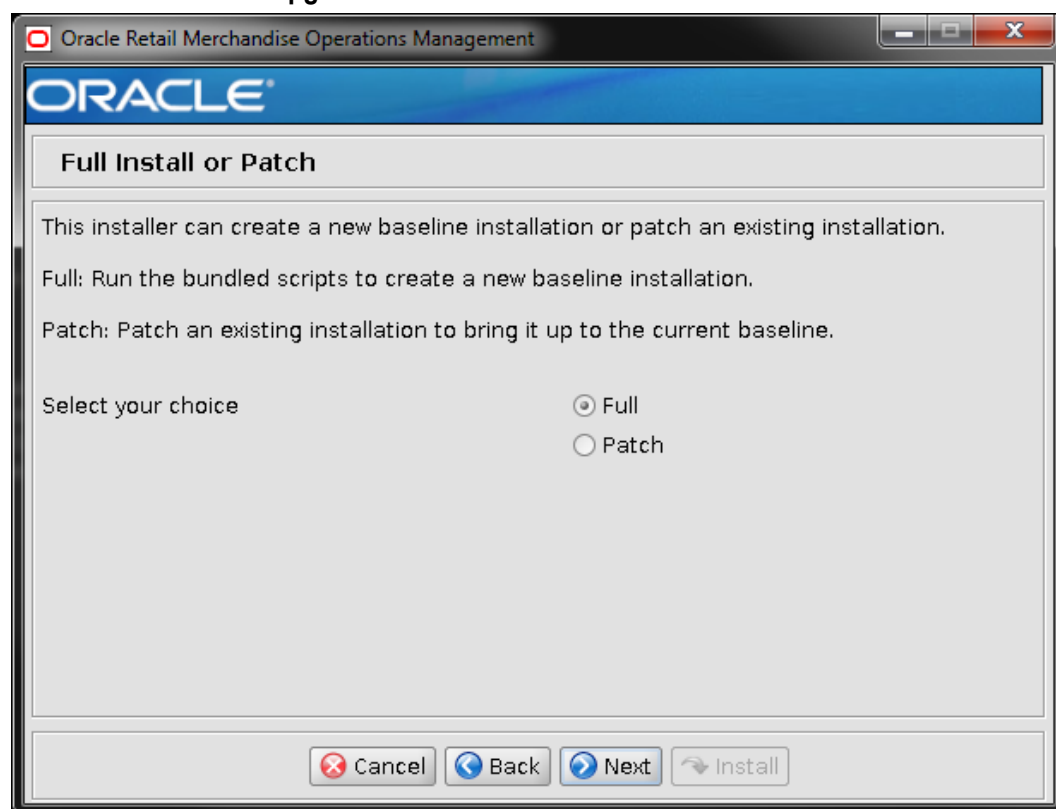 Oracle Retail Merchandise Operations Management
ORACLE®
Full Install or Patch
This installer can create a new baseline installation or patch an existing installation.
Full: Run the bundled scripts to create a new baseline installation.
Patch: Patch an existing installation to bring it up to the current baseline.
Select your choice
Full
Patch
Cancel Back Next Install